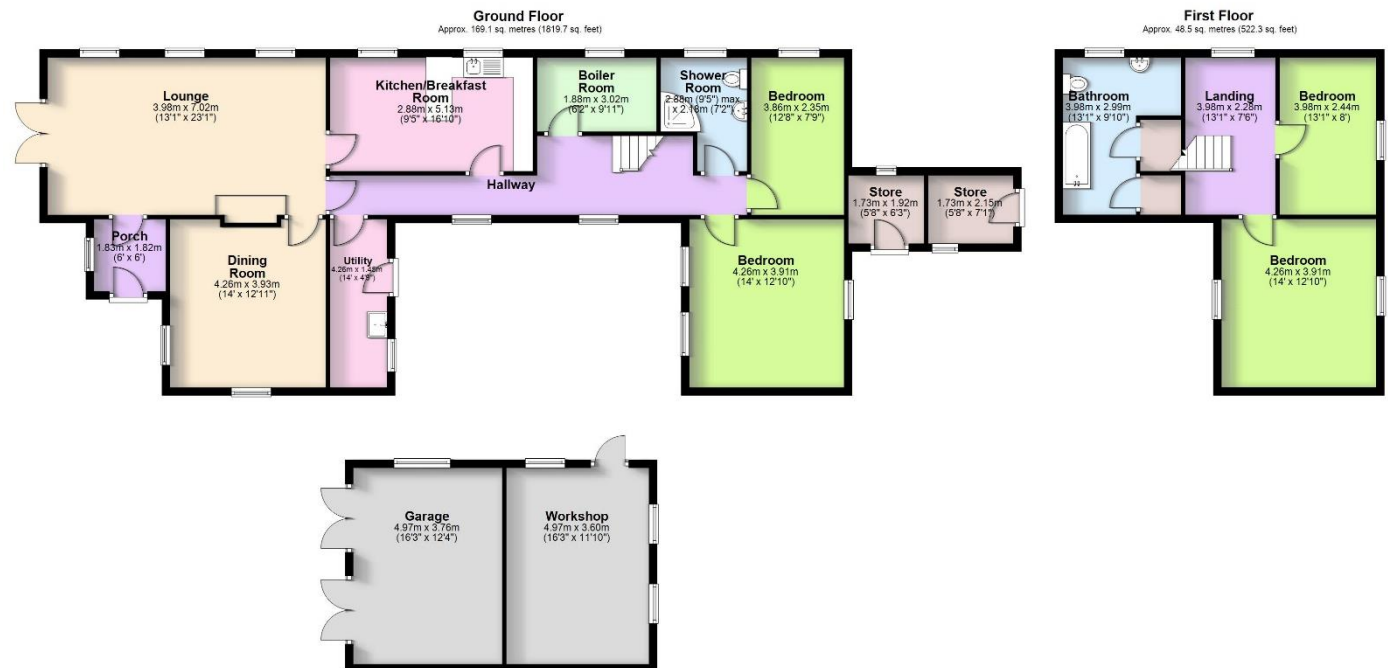 Ground Floor
Approx. 169.1 sq. metres (1819.7 sq. feet)
First Floor
Approx. 48.5 sq. metres (522.3 sq. feet)
Lounge
3.98m x 7.02m
(13'1" x 23'1")
Kitchen/Breakfast
Room
2.88m x 5.13m
(9'5" x 16'10")
Boiler
Room
1.88m x 3.02m
(6'2" x 9'11")
Shower
Room
2.88m (9'5") max
x 2.18m (7'2")
Bedroom
3.86m x 2.35m
(12'8" x 7'9")
Hallway
Store
1.73m x 1.92m
(5'8" x 6'3")
Store
1.73m x 2.15m
(5'8" x 7'1")
Porch
1.83m x 1.82m
(6' x 6')
Dining
Room
4.26m x 3.93m
(14' x 12'11")
Utility
4.26m x 1.48m
(14' x 4'9")
Bedroom
4.26m x 3.91m
(14' x 12'10")
Bathroom
3.98m x 2.99m
(13'1" x 9'10")
Landing
3.98m x 2.28m
(13'1" x 7'6")
Bedroom
3.98m x 2.44m
(13'1" x 8')
Bedroom
4.26m x 3.91m
(14' x 12'10")
Garage
4.97m x 3.76m
(16'3" x 12'4")
Workshop
4.97m x 3.60m
(16'3" x 11'10")